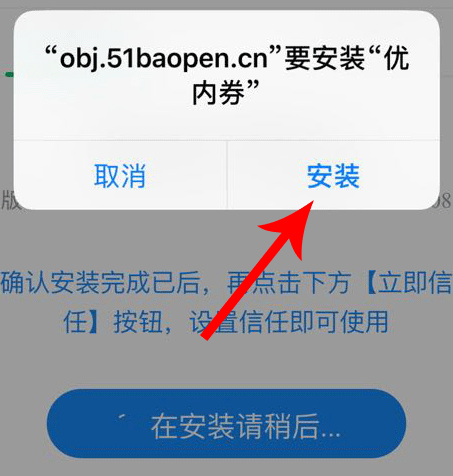 “obj.51baopen.cn”要安装“优
内券”
取消
安装
版
08
确认安装完成已后，再点击下方【立即信
任】按钮，设置信任即可使用
在安装请稍后...